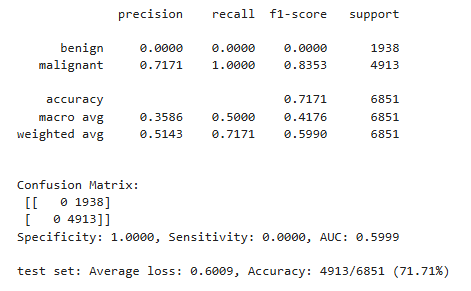 precision recall f1-score support
benign 0.0000 0.0000 0.0000 1938
malignant 0.7171 1.0000 0.8353 4913
accuracy 0.7171 6851
macro avg 0.3586 0.5000 0.4176 6851
weighted avg 0.5143 0.7171 0.5990 6851
Confusion Matrix:
[[ 0 1938]
[ 0 4913]]
Specificity: 1.0000, Sensitivity: 0.0000, AUC: 0.5999
test set: Average loss: 0.6009, Accuracy: 4913/6851 (71.71%)